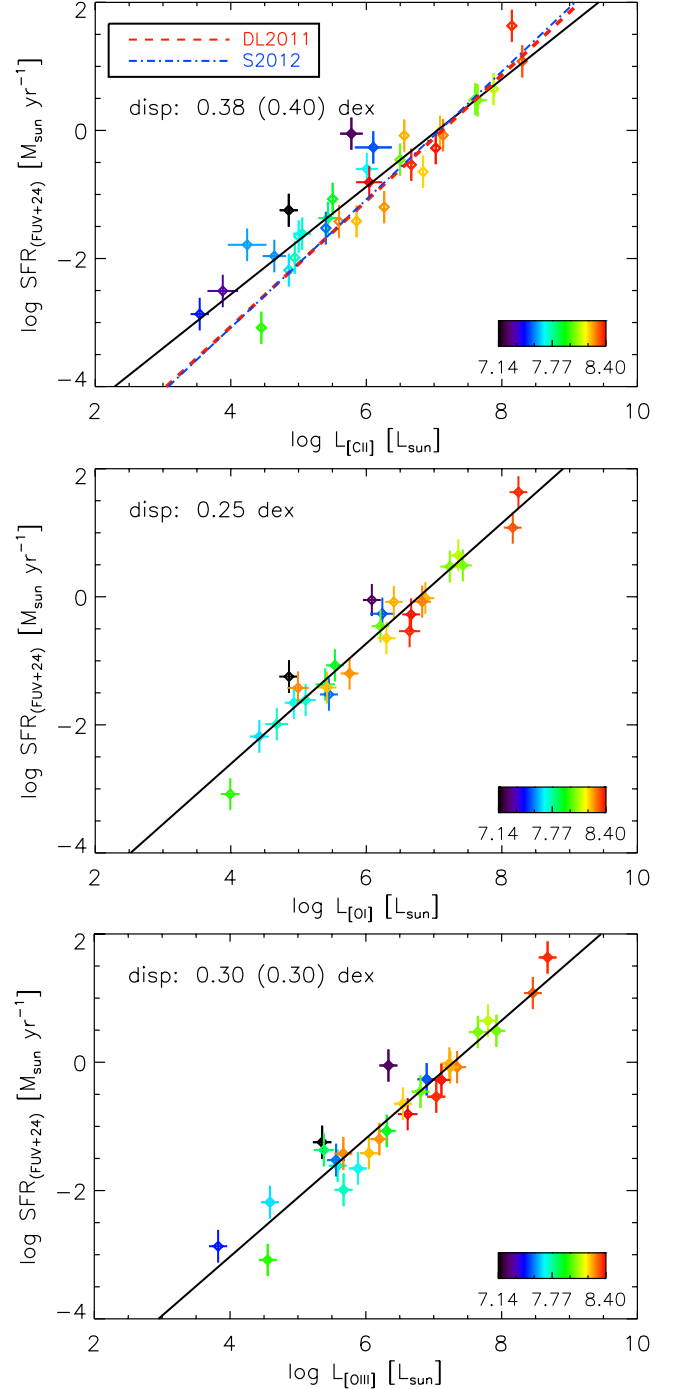 2
0
−2
−4
log SFR(FUV+24) [Msun yr−1]
DL2011
S2012
disp: 0.38 (0.40) dex
7.14 7.77 8.40
2 4 6 8 10
log L[CII] [Lsun]
2
0
−2
−4
log SFR(FUV+24) [Msun yr−1]
disp: 0.25 dex
7.14 7.77 8.40
2 4 6 8 10
log L[OI] [Lsun]
2
0
−2
−4
log SFR(FUV+24) [Msun yr−1]
disp: 0.30 (0.30) dex
7.14 7.77 8.40
2 4 6 8 10
log L[OIII] [Lsun]